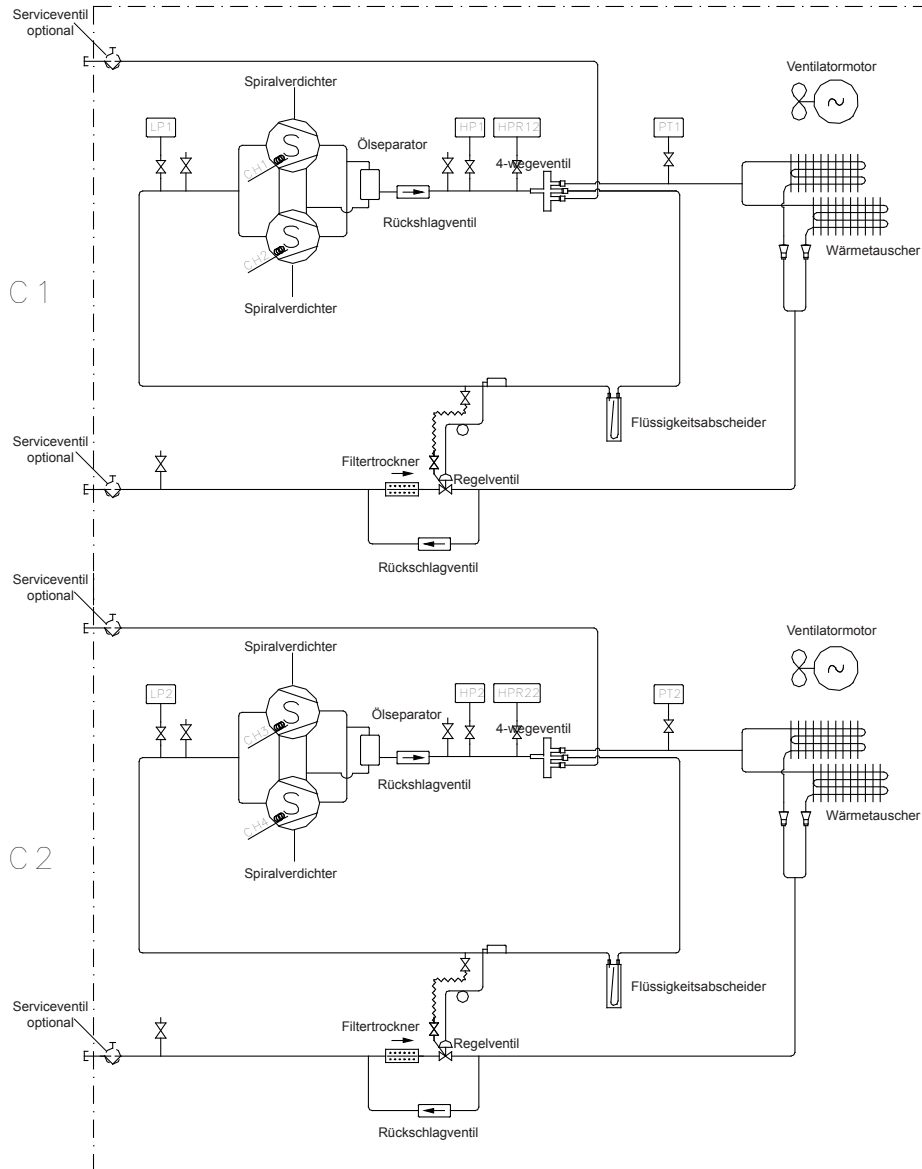 Serviceventil
optional
Spiralverdichter
Ventilatormotor
LP1
HP1
HPR12
PT1
Ölseparator
4-wegeventil
CH1
Rückshlagventil
CH2
Wärmetauscher
C1
Spiralverdichter
Flüssigkeitsabscheider
Serviceventil
optional
Filtertrockner
Regelventil
Rückschlagventil
Serviceventil
optional
Spiralverdichter
Ventilatormotor
LP2
HP2
HPR22
PT2
Ölseparator
4-wegeventil
CH3
Rückshlagventil
CH4
Wärmetauscher
C2
Spiralverdichter
Flüssigkeitsabscheider
Serviceventil
optional
Filtertrockner
Regelventil
Rückschlagventil